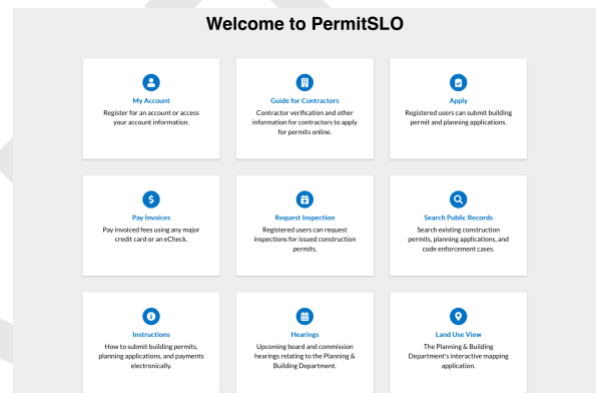 Welcome to PermitSLO
My Account
Register for an account or access
your account information.
Guide for Contractors
Contractor verification and other
information for contractors to apply
for permits online.
Apply
Registered users can submit building
permit and planning applications.
Pay Invoices
Pay invoiced fees using any major
credit card or an eCheck.
Request Inspection
Registered users can request
inspections for issued construction
permits.
Search Public Records
Search existing construction
permits, planning applications, and
code enforcement cases.
Instructions
How to submit building permits,
planning applications, and payments
electronically.
Hearings
Upcoming board and commission
hearings relating to the Planning &
Building Department.
Land Use View
The Planning & Building
Department's interactive mapping
application.